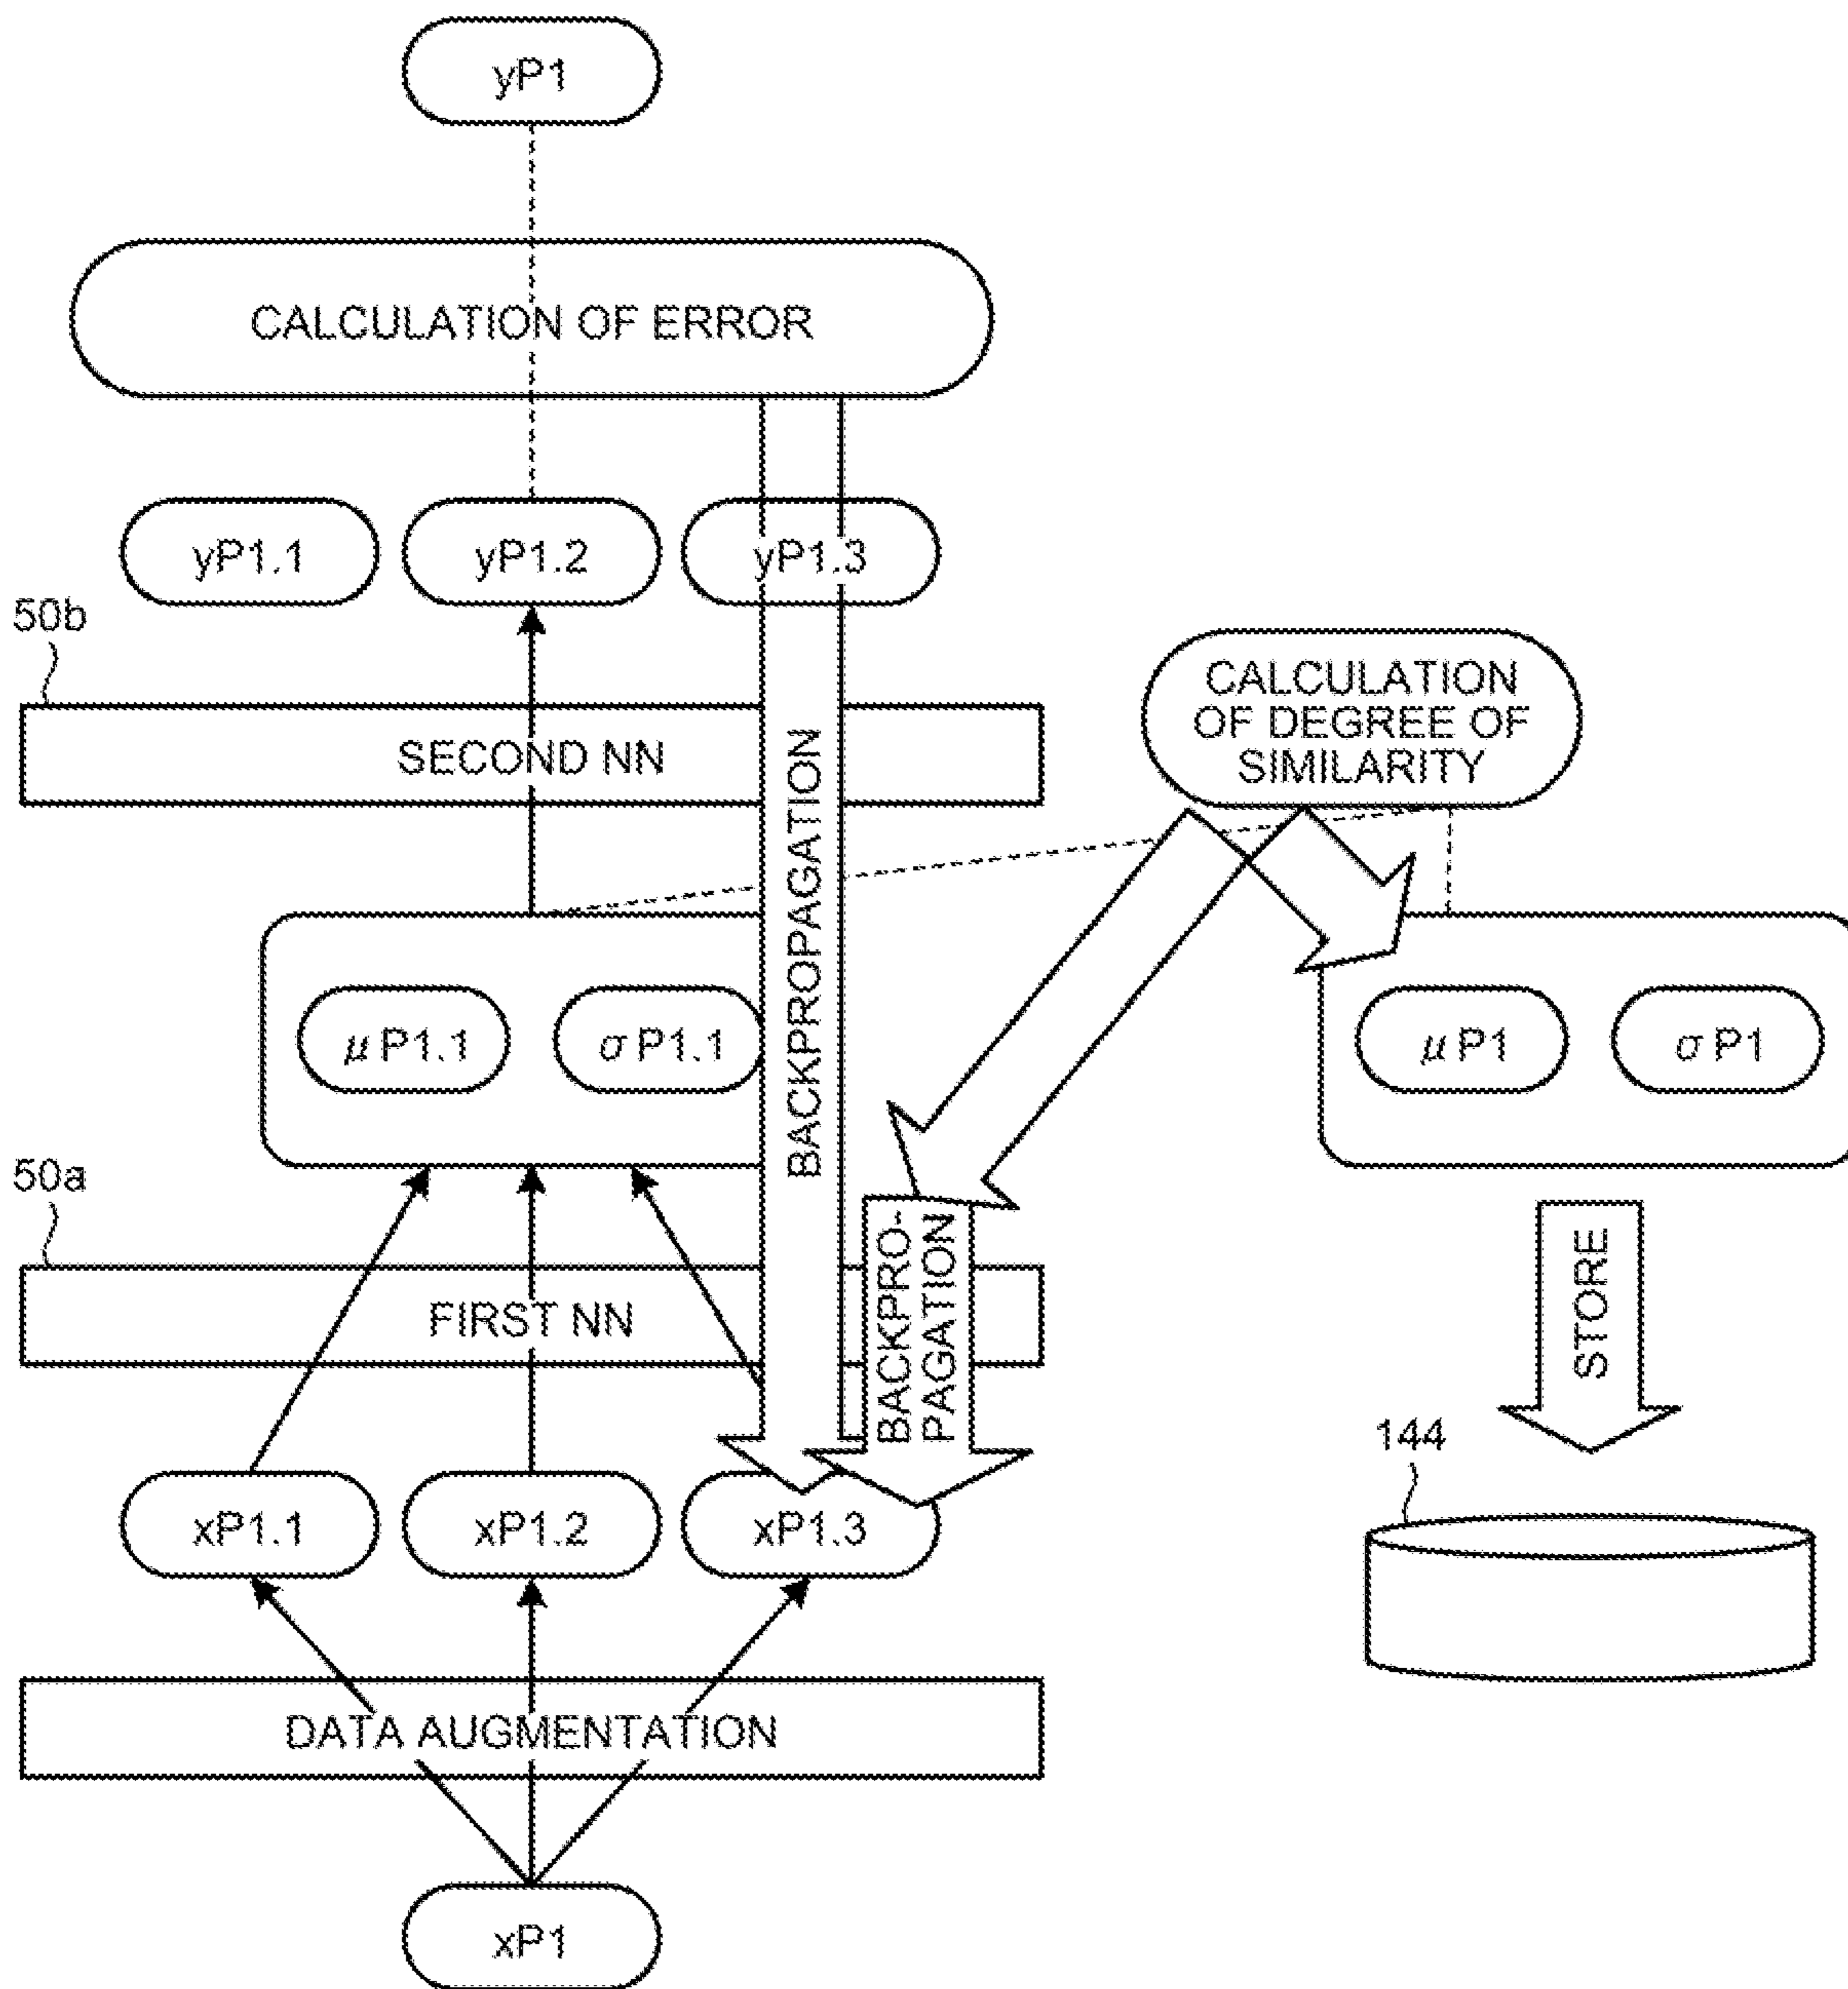 yP1
CALCULATION OF ERROR
yP1.1
yP1.2
yP1.3
50b
SECOND NN
CALCULATION
OF DEGREE OF
SIMILARITY
BACKPROPAGATION
μP1.1
σP1.1
μP1
σP1
50a
FIRST NN
BACKPRO-
PAGATION
STORE
144
xP1.1
xP1.2
xP1.3
DATA AUGMENTATION
xP1